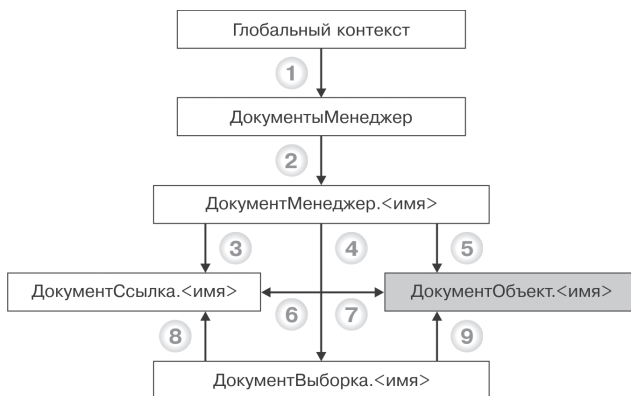 Глобальный контекст
1
ДокументыМенеджер
2
ДокументМенеджер.<имя>
3
4
5
ДокументСсылка.<имя>
ДокументОбъект.<имя>
6
7
8
9
ДокументВыборка.<имя>